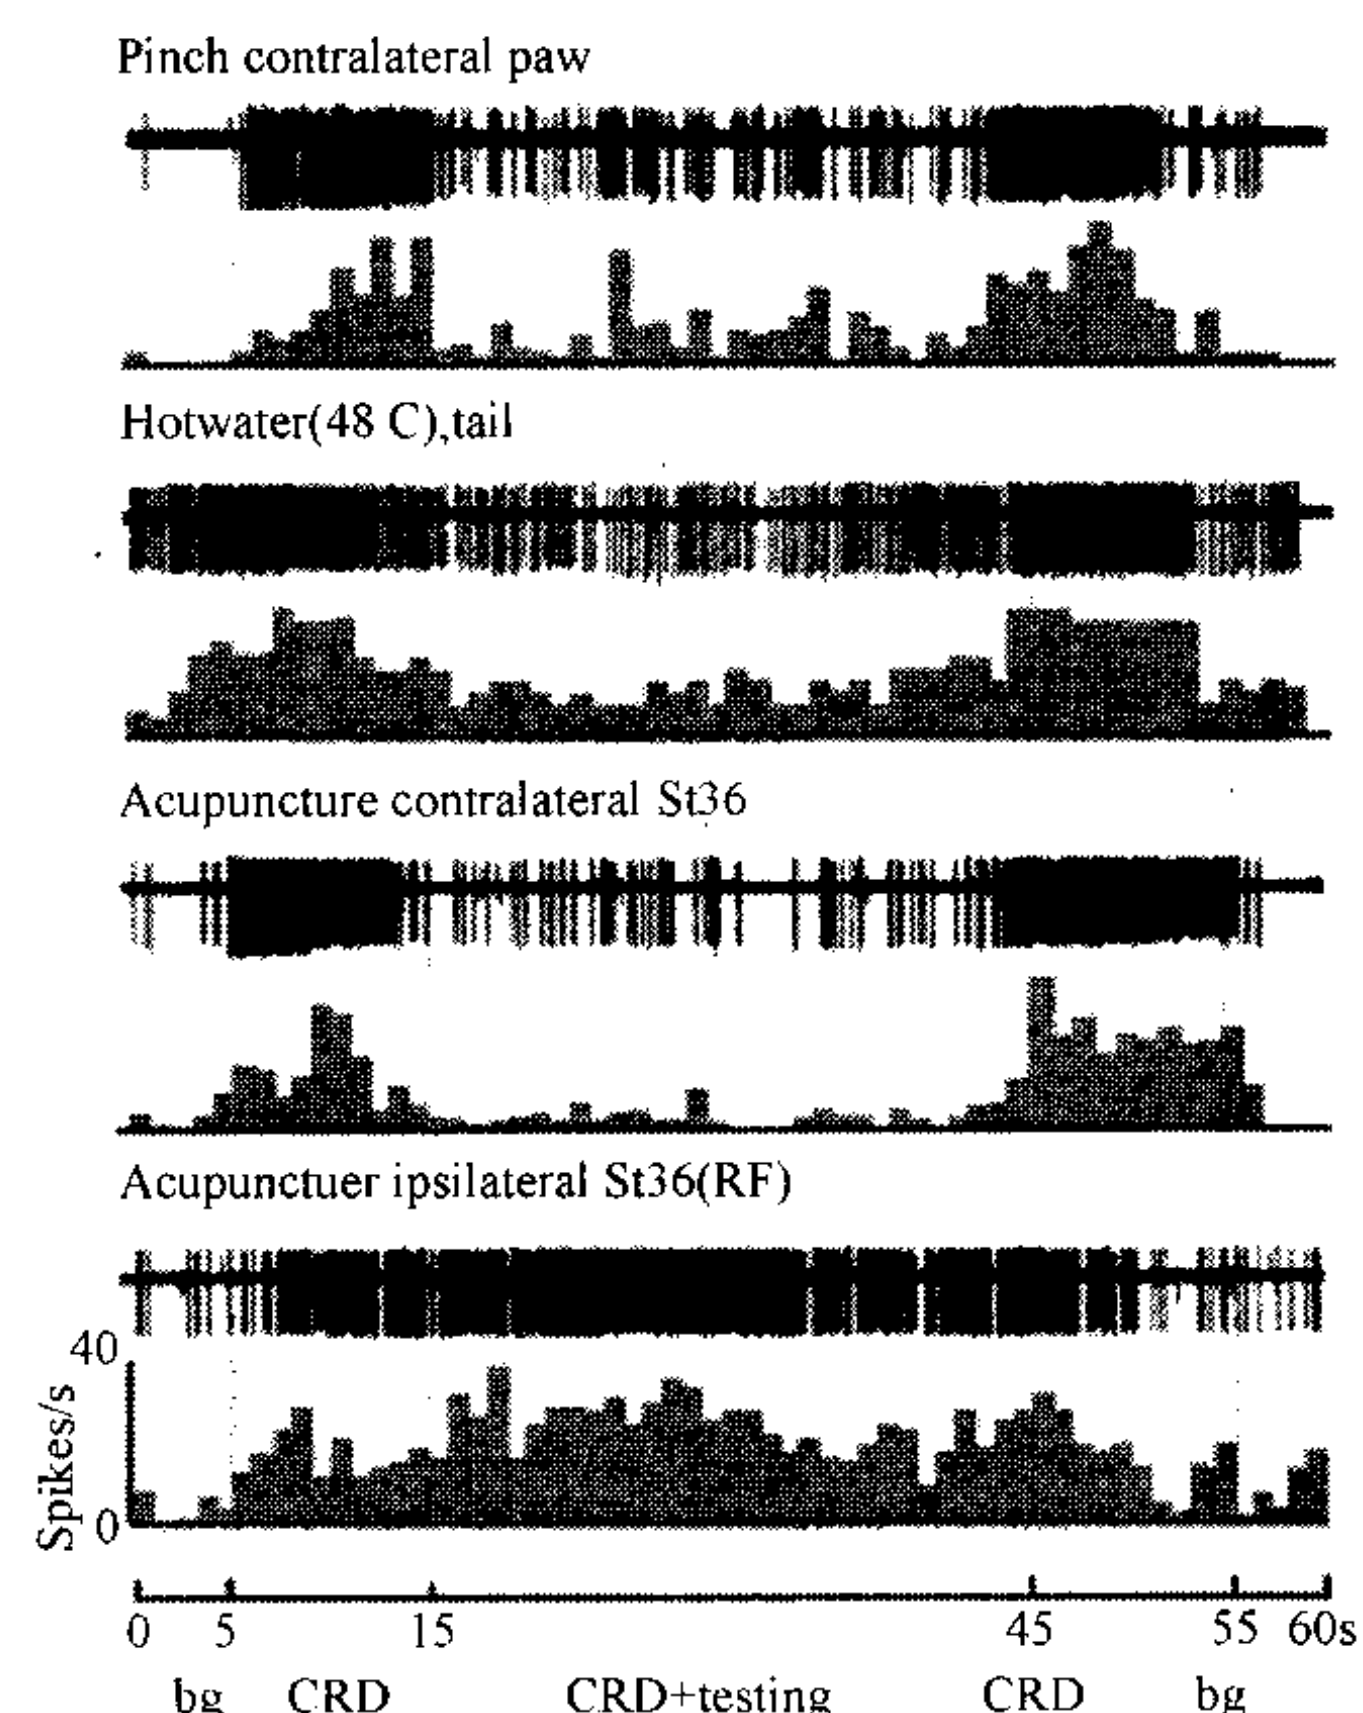 Pinch contralateral paw
Hotwater(48 C),tail
Acupuncture contralateral St36
Acupunctuer ipsilateral St36(RF)
40
Spikes/s
0
0 5 15 45 55 60s
bg CRD CRD+testing CRD bg